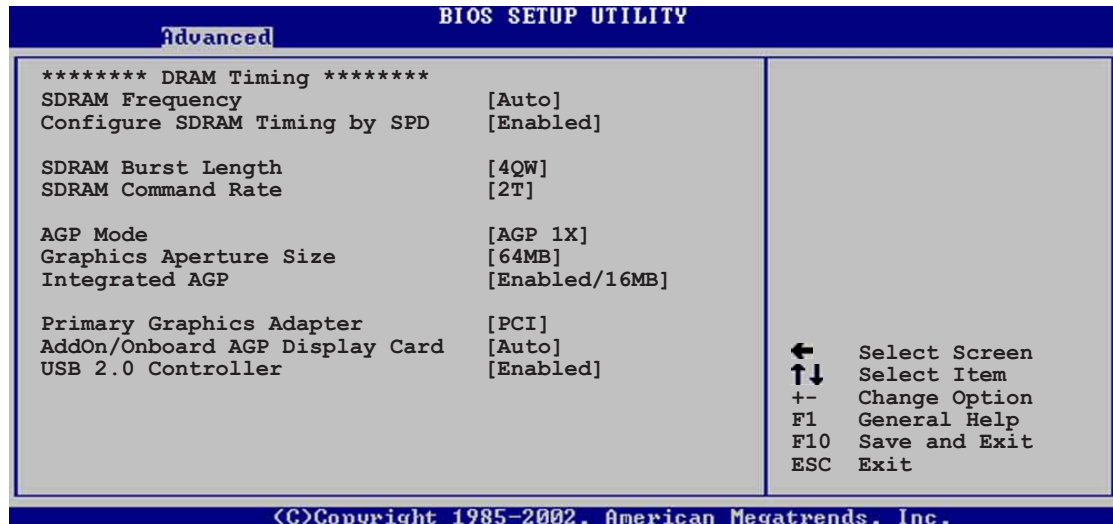 BIOS SETUP UTILITY
Advanced
******** DRAM Timing ********
SDRAM Frequency [Auto]
Configure SDRAM Timing by SPD [Enabled]
SDRAM Burst Length [4QW]
SDRAM Command Rate [2T]
AGP Mode [AGP 1X]
Graphics Aperture Size [64MB]
Integrated AGP [Enabled/16MB]
Primary Graphics Adapter [PCI]
AddOn/Onboard AGP Display Card [Auto]
USB 2.0 Controller [Enabled]
← Select Screen
↑↓ Select Item
+- Change Option
F1 General Help
F10 Save and Exit
ESC Exit
(C)Copyright 1985-2002, American Megatrends, Inc.